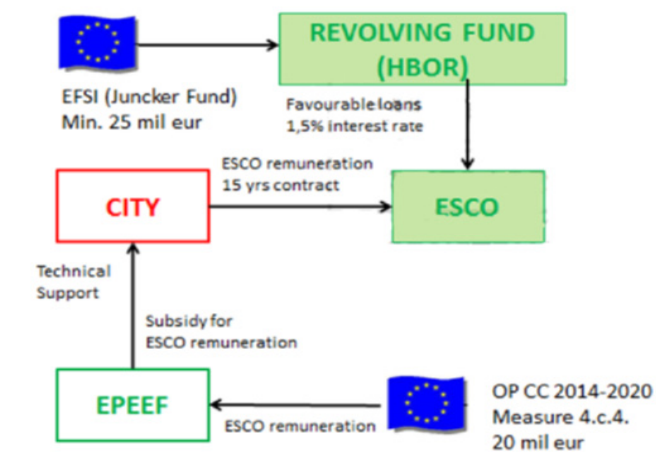 REVOLVING FUND
(HBOR)
EFSI (Juncker Fund)
Min. 25 mil eur
Favourable loans
1,5% interest rate
ESCO remuneration
15 yrs contract
CITY
ESCO
Technical
Support
Subsidy for
ESCO remuneration
EPEEF
ESCO remuneration
OP CC 2014-2020
Measure 4.c.4.
20 mil eur